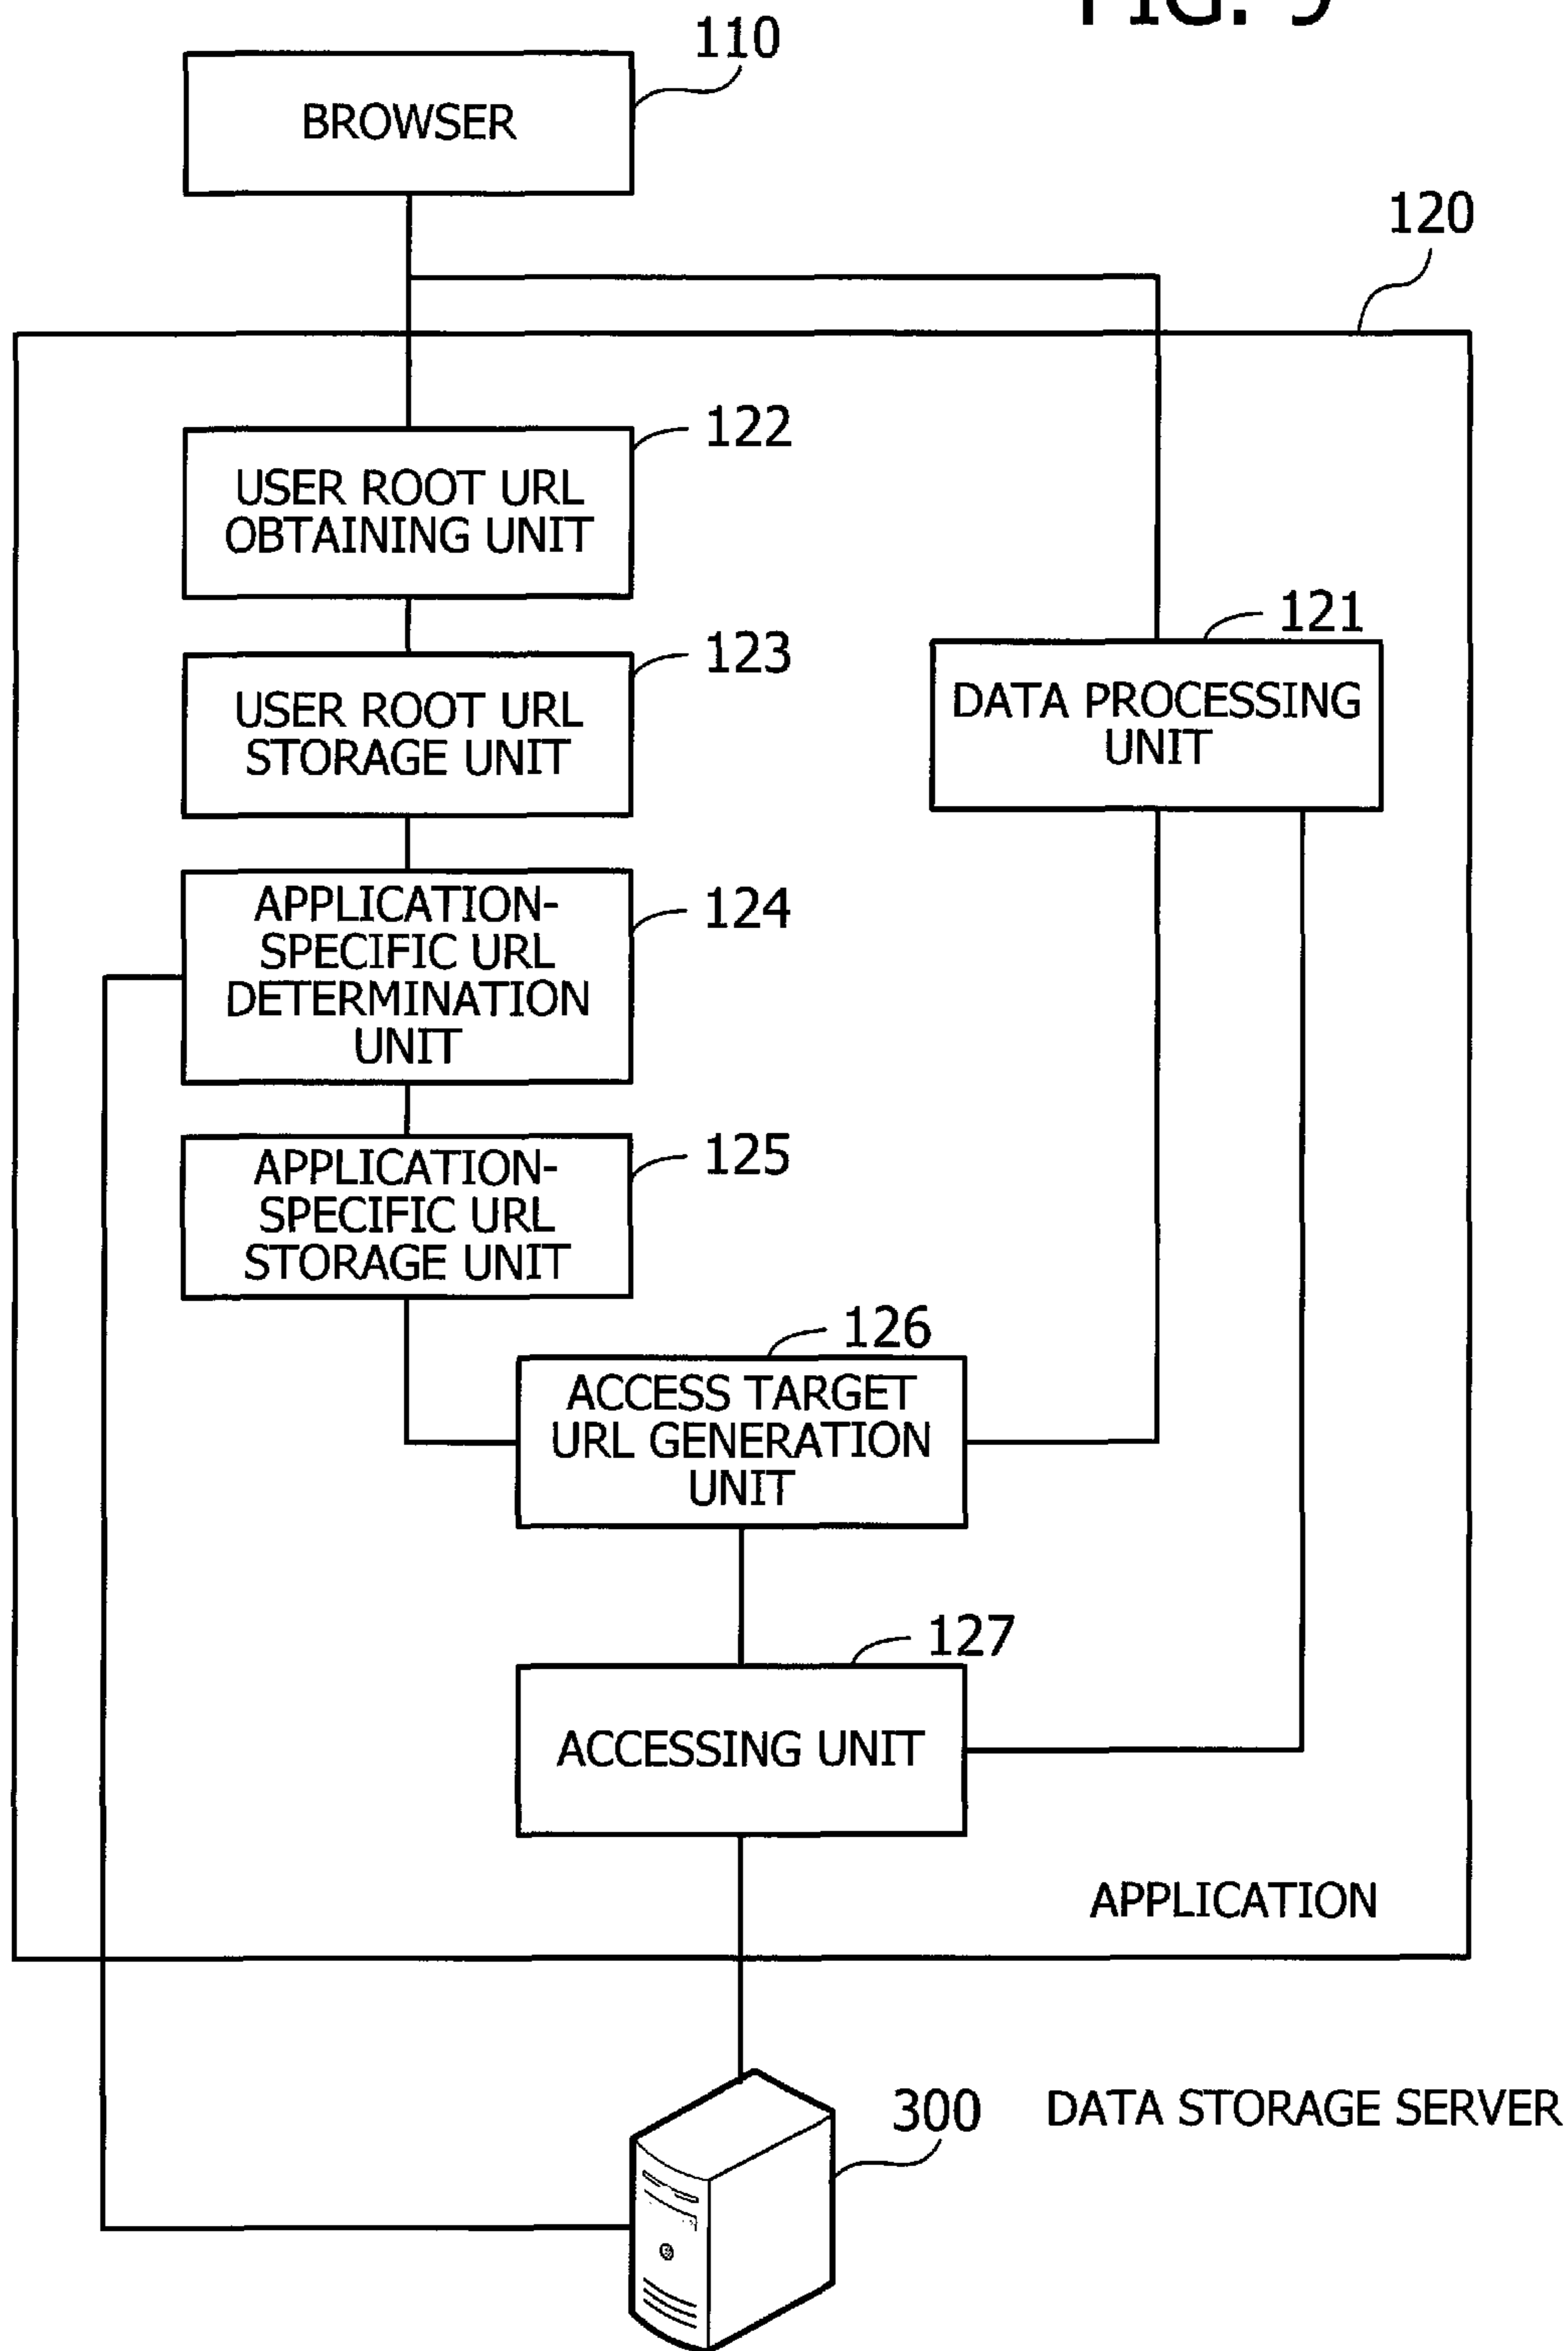 FIG.
110
BROWSER
120
122
USER ROOT URL
OBTAINING UNIT
121
123
USER ROOT URL
STORAGE UNIT
DATA PROCESSING
UNIT
124
APPLICATION-
SPECIFIC URL
DETERMINATION
UNIT
125
APPLICATION-
SPECIFIC URL
STORAGE UNIT
126
ACCESS TARGET
URL GENERATION
UNIT
127
ACCESSING UNIT
APPLICATION
300
DATA STORAGE SERVER